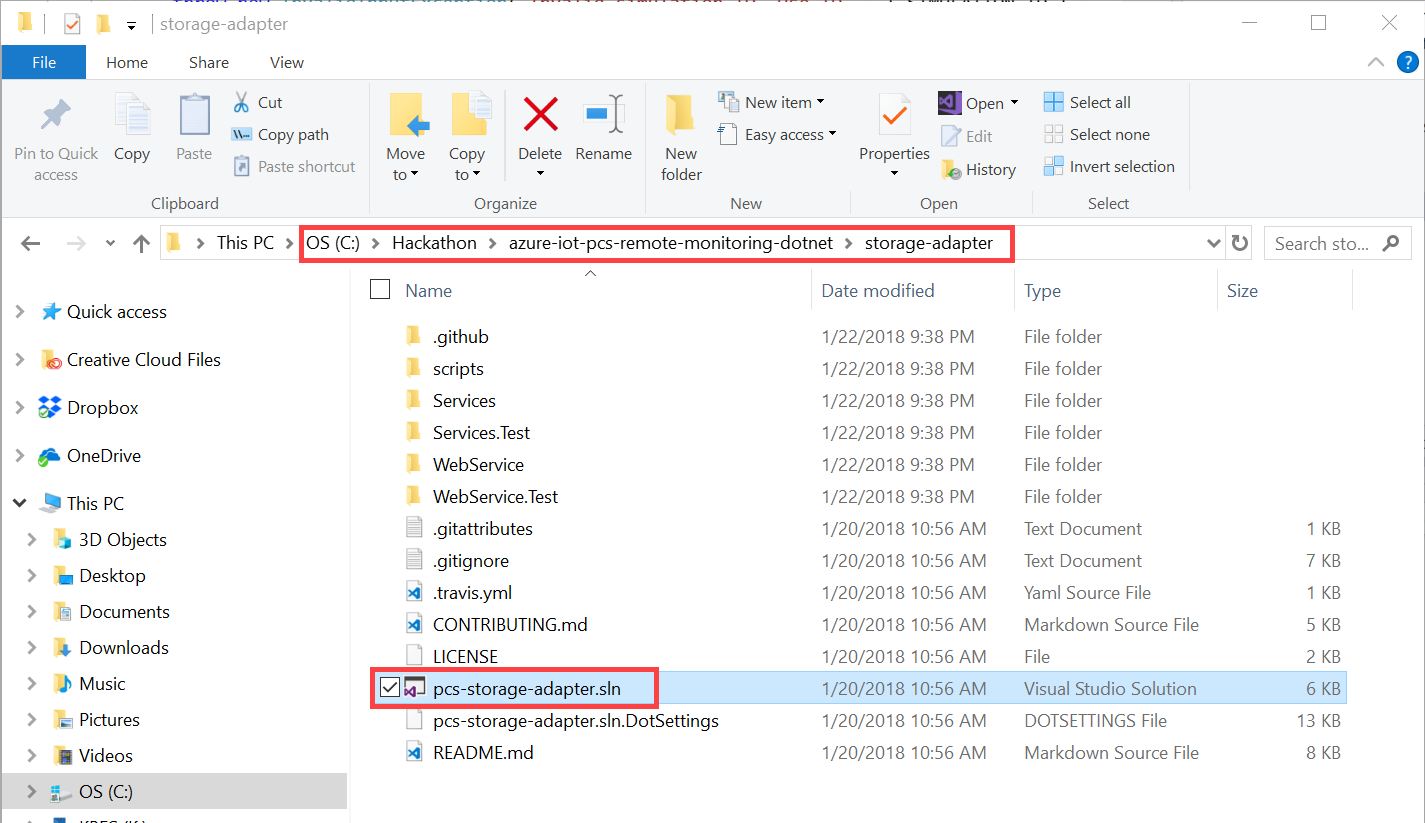 storage-adapter
File Home Share View
Pin to Quick access
Copy
Paste
Cut
Copy path
Paste shortcut
Clipboard
Move to
Copy to
Delete
Rename
Organize
New folder
New item
Easy access
New
Properties
Open
Edit
History
Open
Select all
Select none
Invert selection
Select
This PC OS (C:) Hackathon azure-iot-pcs-remote-monitoring-dotnet storage-adapter
Search sto...
Quick access
Creative Cloud Files
Dropbox
OneDrive
This PC
3D Objects
Desktop
Documents
Downloads
Music
Pictures
Videos
OS (C:)
Name Date modified Type Size
.github 1/22/2018 9:38 PM File folder
scripts 1/22/2018 9:38 PM File folder
Services 1/22/2018 9:38 PM File folder
Services.Test 1/22/2018 9:38 PM File folder
WebService 1/22/2018 9:38 PM File folder
WebService.Test 1/22/2018 9:38 PM File folder
.gitattributes 1/20/2018 10:56 AM Text Document 1 KB
.gitignore 1/20/2018 10:56 AM Text Document 7 KB
.travis.yml 1/20/2018 10:56 AM Yaml Source File 1 KB
CONTRIBUTING.md 1/20/2018 10:56 AM Markdown Source File 5 KB
LICENSE 1/20/2018 10:56 AM File 2 KB
pcs-storage-adapter.sln 1/20/2018 10:56 AM Visual Studio Solution 6 KB
pcs-storage-adapter.sln.DotSettings 1/20/2018 10:56 AM DOTSETTINGS File 13 KB
README.md 1/20/2018 10:56 AM Markdown Source File 8 KB